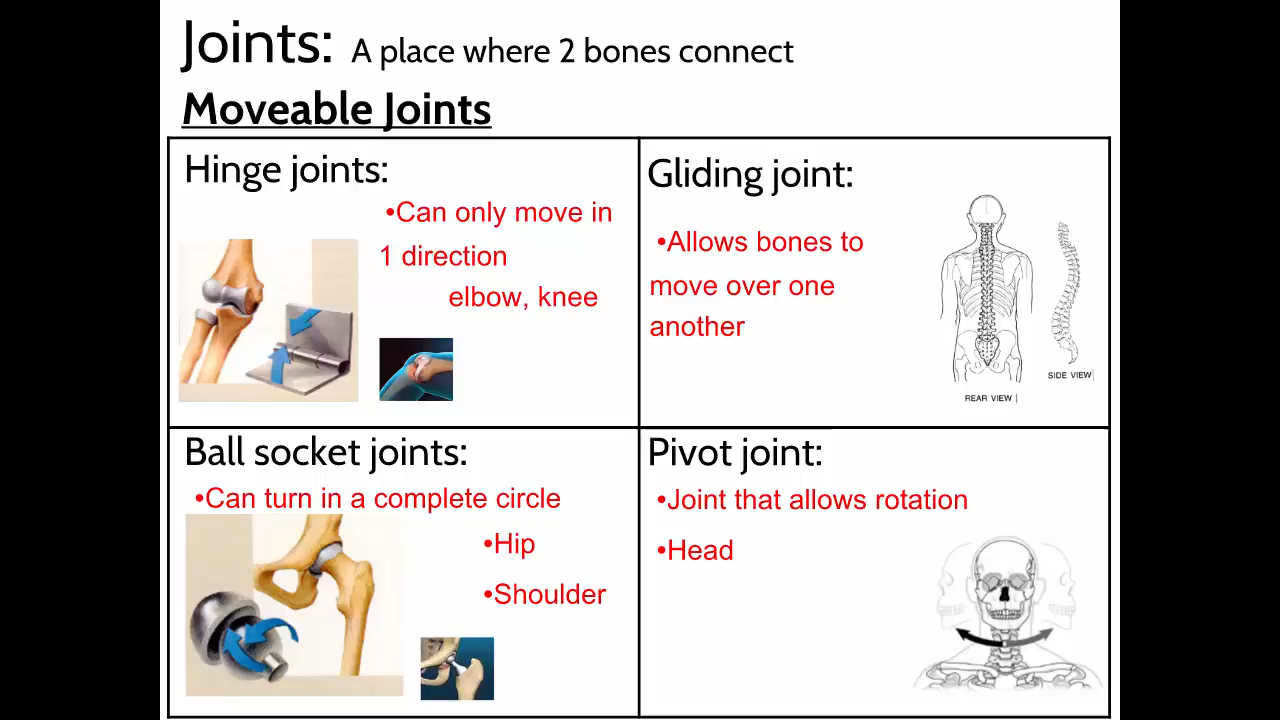 Joints: A place where 2 bones connect
Moveable Joints
Hinge joints:
•Can only move in
1 direction
elbow, knee
Gliding joint:
•Allows bones to
move over one
another
REAR VIEW
SIDE VIEW
Ball socket joints:
•Can turn in a complete circle
•Hip
•Shoulder
Pivot joint:
•Joint that allows rotation
•Head